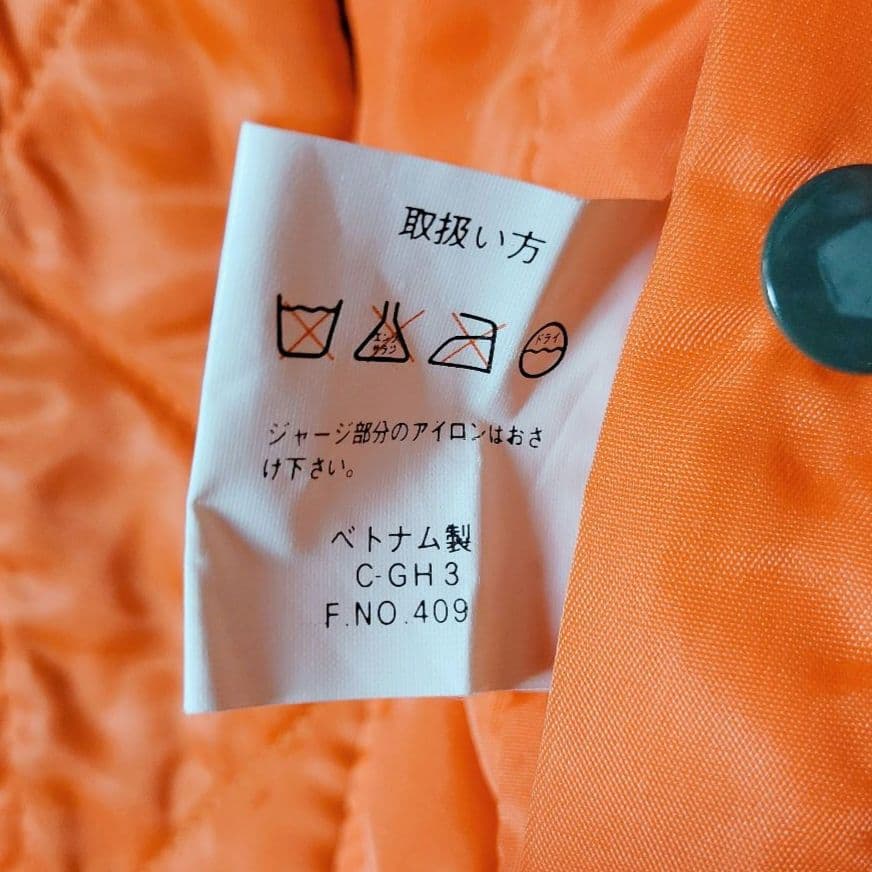 取扱い方
エンソ
サラシ
ドライ
ジャージ部分のアイロンはおさ
け下さい。
ベトナム製
C-GH3
F.NO.409